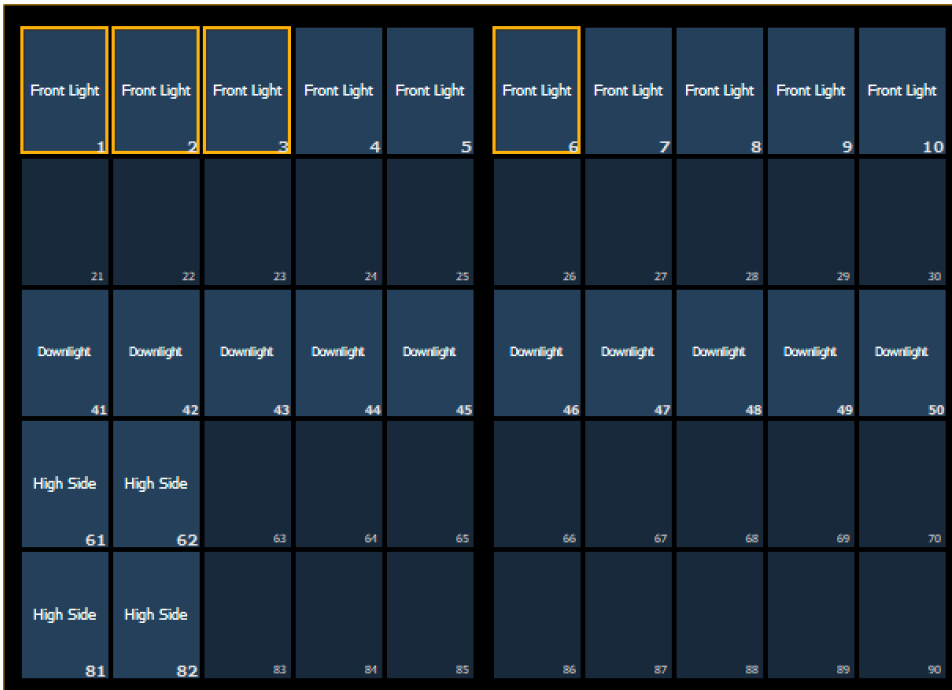 Front Light Front Light Front Light Front Light Front Light Front Light Front Light Front Light Front Light Front Light
1 2 3 4 5 6 7 8 9 10
21 22 23 24 25 26 27 28 29 30
Downlight Downlight Downlight Downlight Downlight Downlight Downlight Downlight Downlight Downlight
41 42 43 44 45 46 47 48 49 50
High Side High Side
61 62 63 64 65 66 67 68 69 70
High Side High Side
81 82 83 84 85 86 87 88 89 90